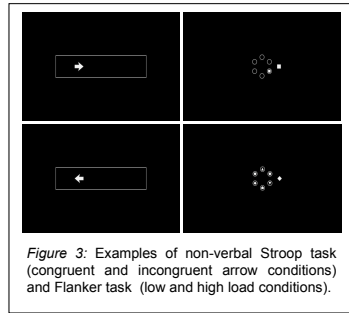 Figure 3: Examples of non-verbal Stroop task
(congruent and incongruent arrow conditions)
and Flanker task (low and high load conditions).